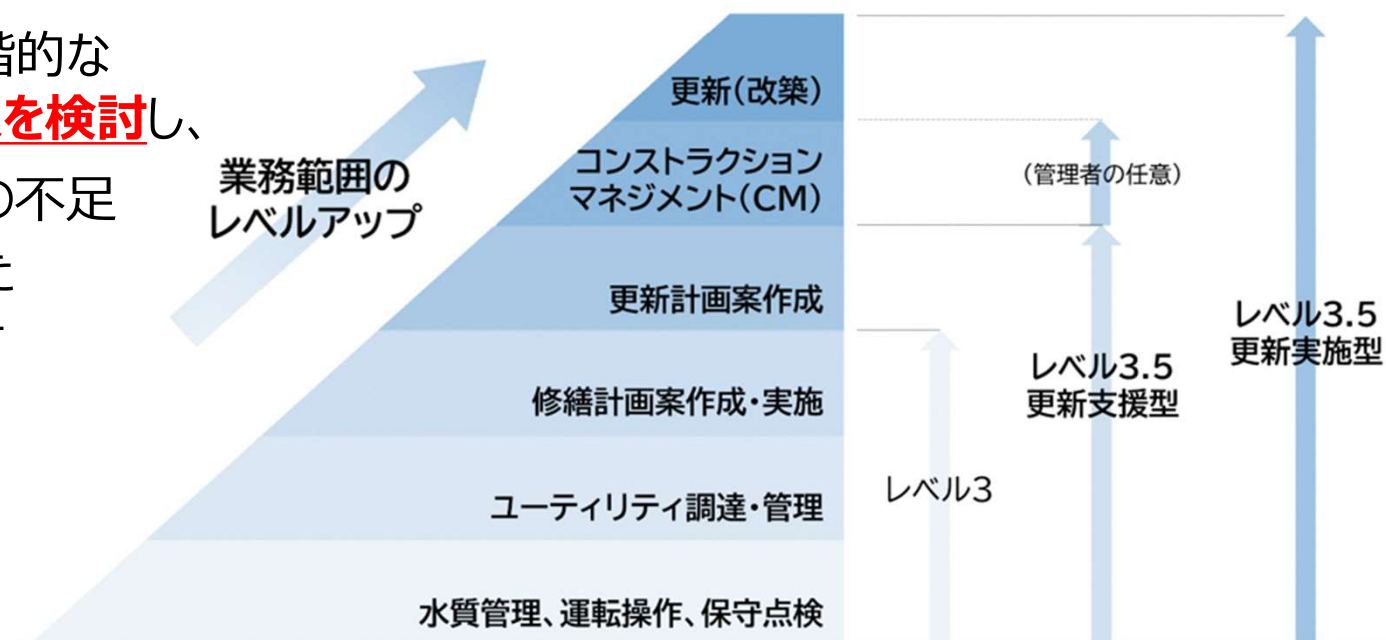 階的な
を検討し、
の不足
業務範囲の
レベルアップ
更新(改築)
コンストラクション
マネジメント(CM)
更新計画案作成
修繕計画案作成・実施
ユーティリティ調達・管理
水質管理、運転操作、保守点検
(管理者の任意)
レベル3
レベル3.5
更新支援型
レベル3.5
更新実施型